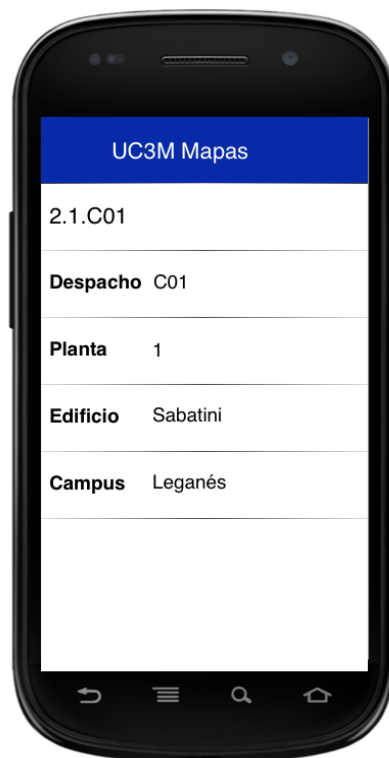 UC3M Mapas
2.1.C01
Despacho C01
Planta 1
Edificio Sabatini
Campus Leganés